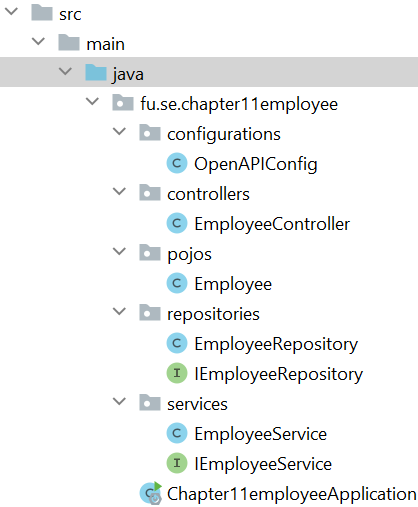 src
main
java
fu.se.chapter11employee
configurations
C OpenAPIConfig
controllers
C EmployeeController
pojos
C Employee
repositories
C EmployeeRepository
I IEmployeeRepository
services
C EmployeeService
I IEmployeeService
Chapter11employeeApplication